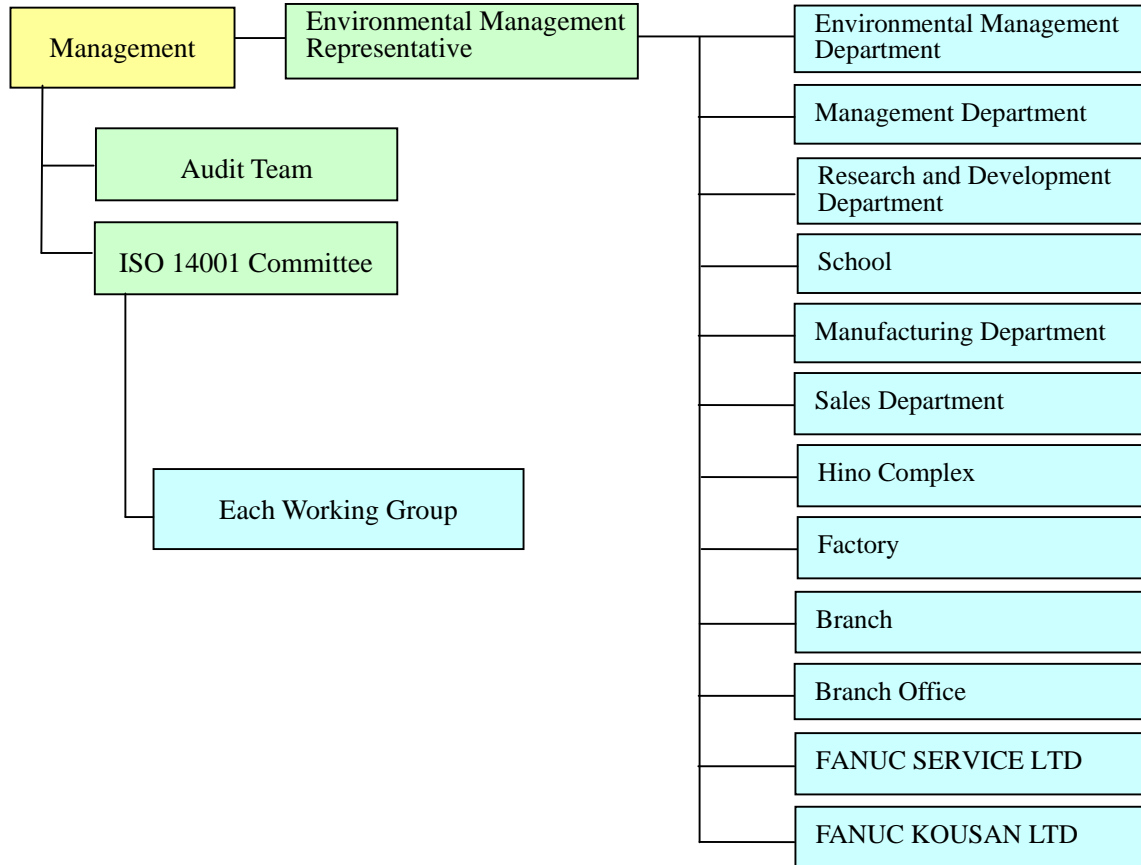 Management
Environmental Management
Representative
Audit Team
ISO 14001 Committee
Each Working Group
Environmental Management
Department
Management Department
Research and Development
Department
School
Manufacturing Department
Sales Department
Hino Complex
Factory
Branch
Branch Office
FANUC SERVICE LTD
FANUC KOUSAN LTD